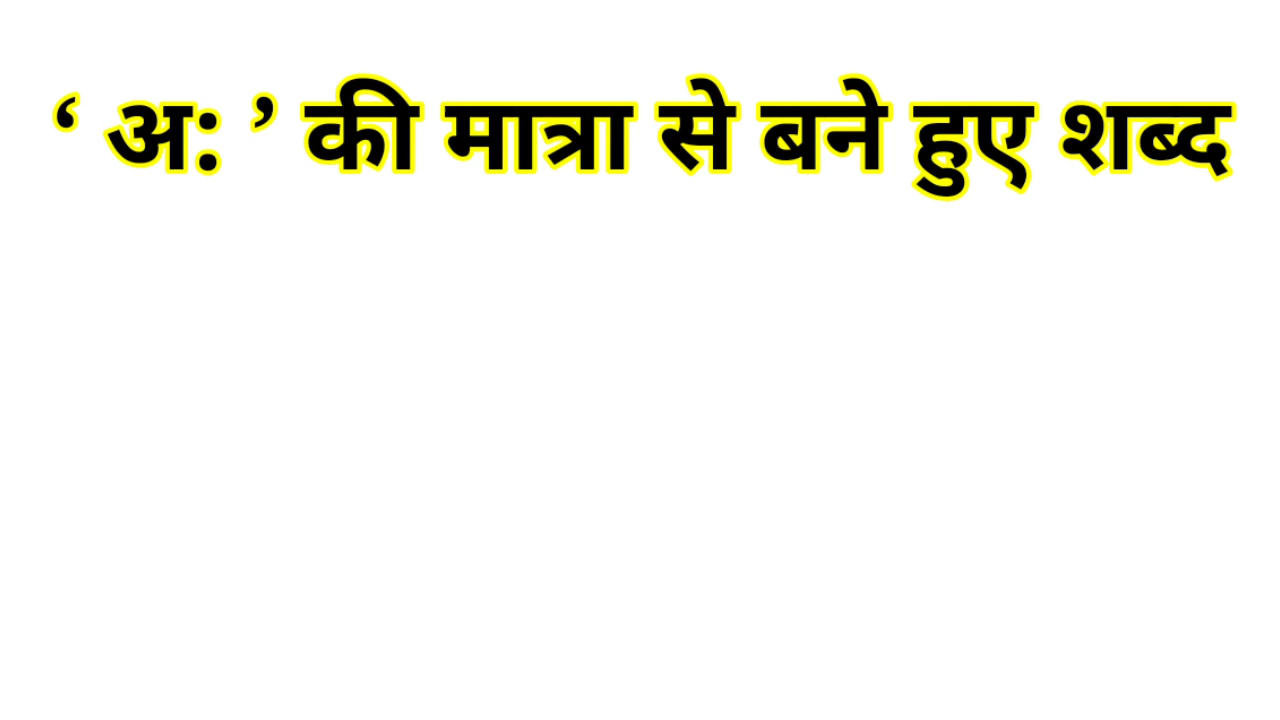 ‘ अ: ’ की मात्रा से बने हुए शब्द